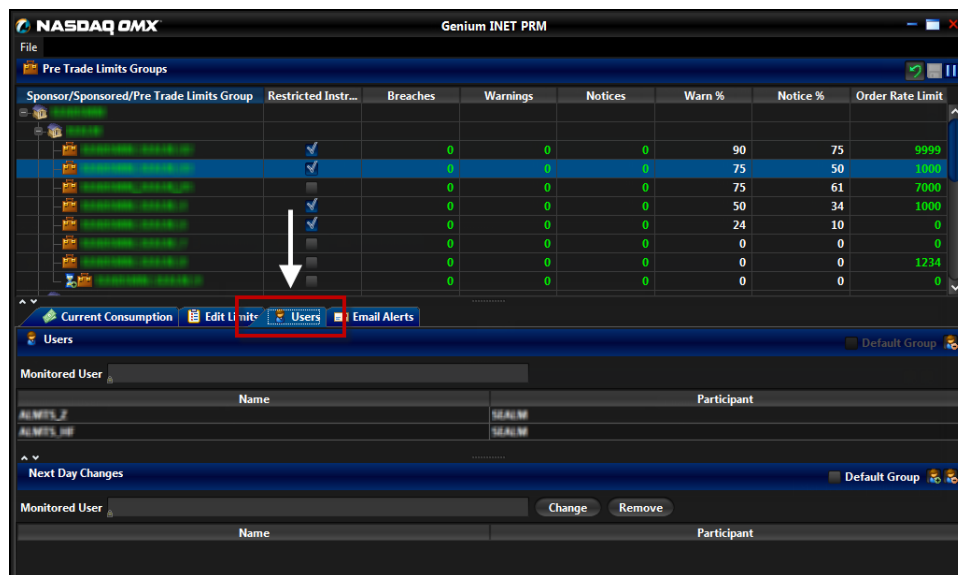 NASDAQ OMX Genium INET PRM
File
Pre Trade Limits Groups
Sponsor/Sponsored/Pre Trade Limits Group Restricted Instr... Breaches Warnings Notices Warn % Notice % Order Rate Limit
0 0 0 90 75 9999
0 0 0 75 50 1000
0 0 0 75 61 7000
0 0 0 50 34 1000
0 0 0 24 10 0
0 0 0 0 0 0
0 0 0 0 0 1234
0 0 0 0 0 0
Current Consumption Edit Limits Users Email Alerts
Users Default Group
Monitored User
Name Participant
ALMTS_Z SEALM
ALMTS_HF SEALM
Next Day Changes Default Group
Monitored User Change Remove
Name Participant